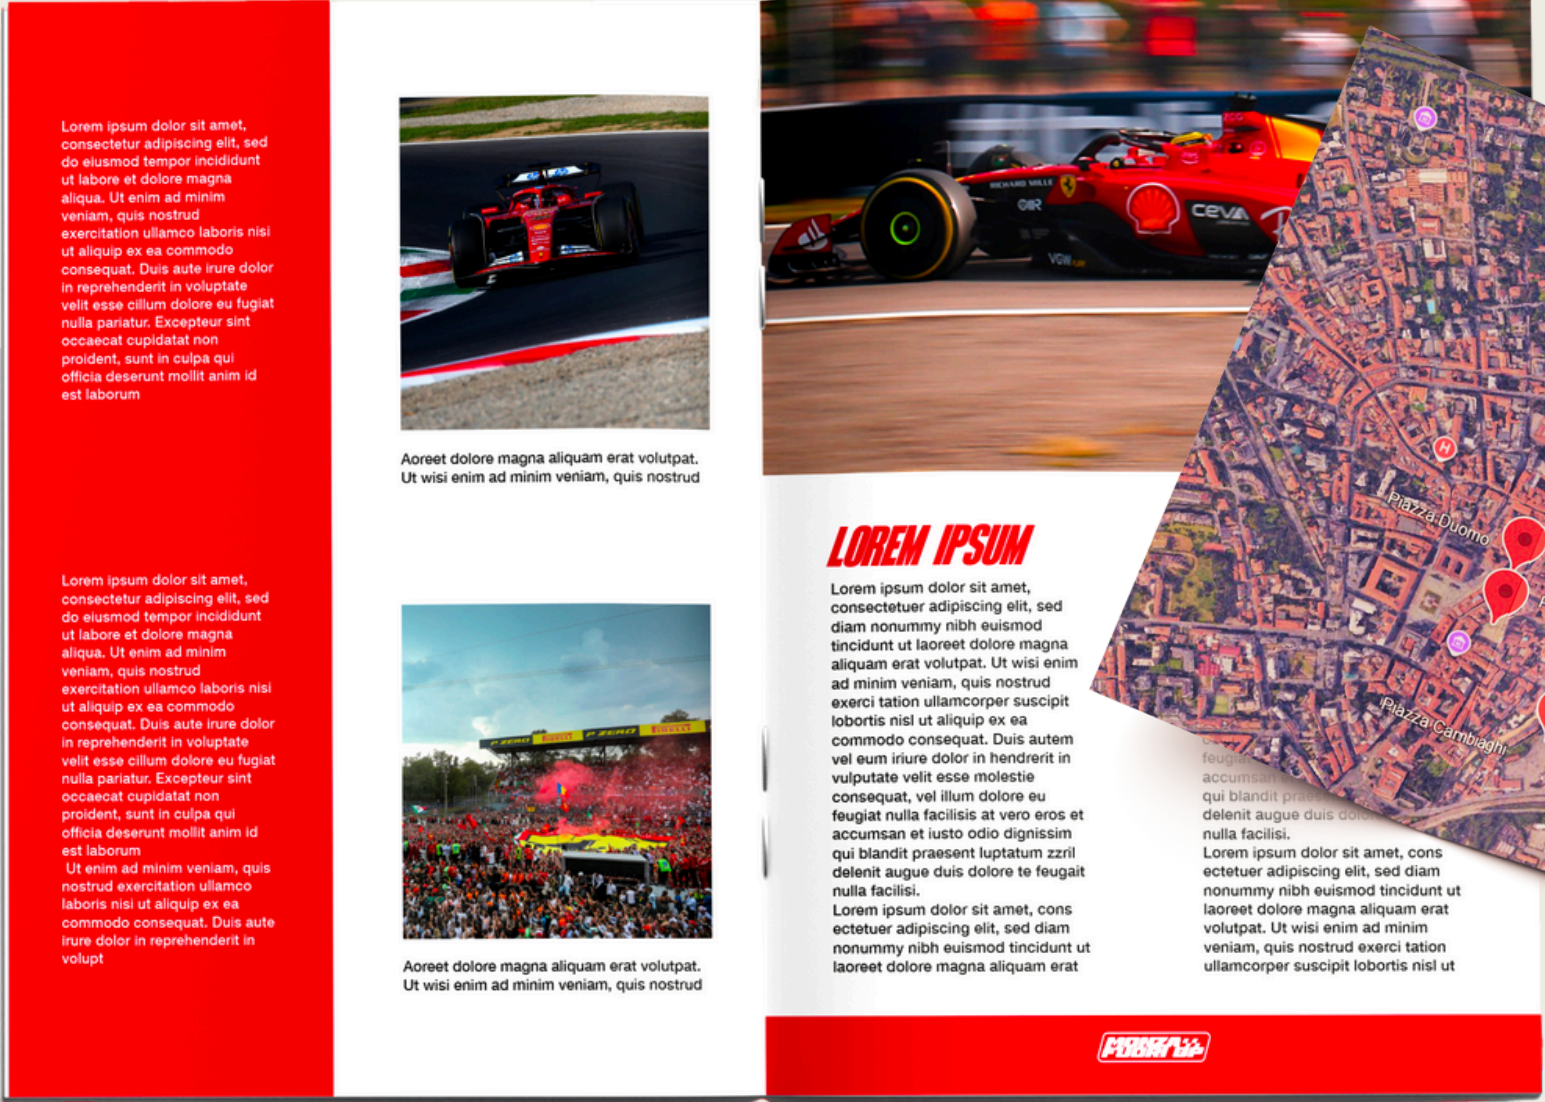 Lorem ipsum dolor sit amet,
consectetur adipiscing elit, sed
do eiusmod tempor incididunt
ut labore et dolore magna
aliqua. Ut enim ad minim
veniam, quis nostrud
exercitation ullamco laboris nisi
ut aliquip ex ea commodo
consequat. Duis aute irure dolor
in reprehenderit in voluptate
velit esse cillum dolore eu fugiat
nulla pariatur. Excepteur sint
occaecat cupidatat non
proident, sunt in culpa qui
officia deserunt mollit anim id
est laborum
Lorem ipsum dolor sit amet,
consectetur adipiscing elit, sed
do eiusmod tempor incididunt
ut labore et dolore magna
aliqua. Ut enim ad minim
veniam, quis nostrud
exercitation ullamco laboris nisi
ut aliquip ex ea commodo
consequat. Duis aute irure dolor
in reprehenderit in voluptate
velit esse cillum dolore eu fugiat
nulla pariatur. Excepteur sint
occaecat cupidatat non
proident, sunt in culpa qui
officia deserunt mollit anim id
est laborum
Ut enim ad minim veniam, quis
nostrud exercitation ullamco
laboris nisi ut aliquip ex ea
commodo consequat. Duis aute
irure dolor in reprehenderit in
volupt
Aoreet dolore magna aliquam erat volutpat.
Ut wisi enim ad minim veniam, quis nostrud
P ZERO PIRELLI P ZERO PIRELLI
Aoreet dolore magna aliquam erat volutpat.
Ut wisi enim ad minim veniam, quis nostrud
RICHARD MILLE
CEVA
VGW
LOREM IPSUM
Lorem ipsum dolor sit amet,
consectetuer adipiscing elit, sed
diam nonummy nibh euismod
tincidunt ut laoreet dolore magna
aliquam erat volutpat. Ut wisi enim
ad minim veniam, quis nostrud
exerci tation ullamcorper suscipit
lobortis nisl ut aliquip ex ea
commodo consequat. Duis autem
vel eum iriure dolor in hendrerit in
vulputate velit esse molestie
consequat, vel illum dolore eu
feugiat nulla facilisis at vero eros et
accumsan et iusto odio dignissim
qui blandit praesent luptatum zzril
delenit augue duis dolore te feugait
nulla facilisi.
Lorem ipsum dolor sit amet, cons
ectetuer adipiscing elit, sed diam
nonummy nibh euismod tincidunt ut
laoreet dolore magna aliquam erat
Piazza Duomo
H
Piazza Cambiaghi
feugiat
accumsan
qui blandit
delenit augue duis
nulla facilisi.
Lorem ipsum dolor sit amet, cons
ectetuer adipiscing elit, sed diam
nonummy nibh euismod tincidunt ut
laoreet dolore magna aliquam erat
volutpat. Ut wisi enim ad minim
veniam, quis nostrud exerci tation
ullamcorper suscipit lobortis nisl ut
MONZA
FUORI GP